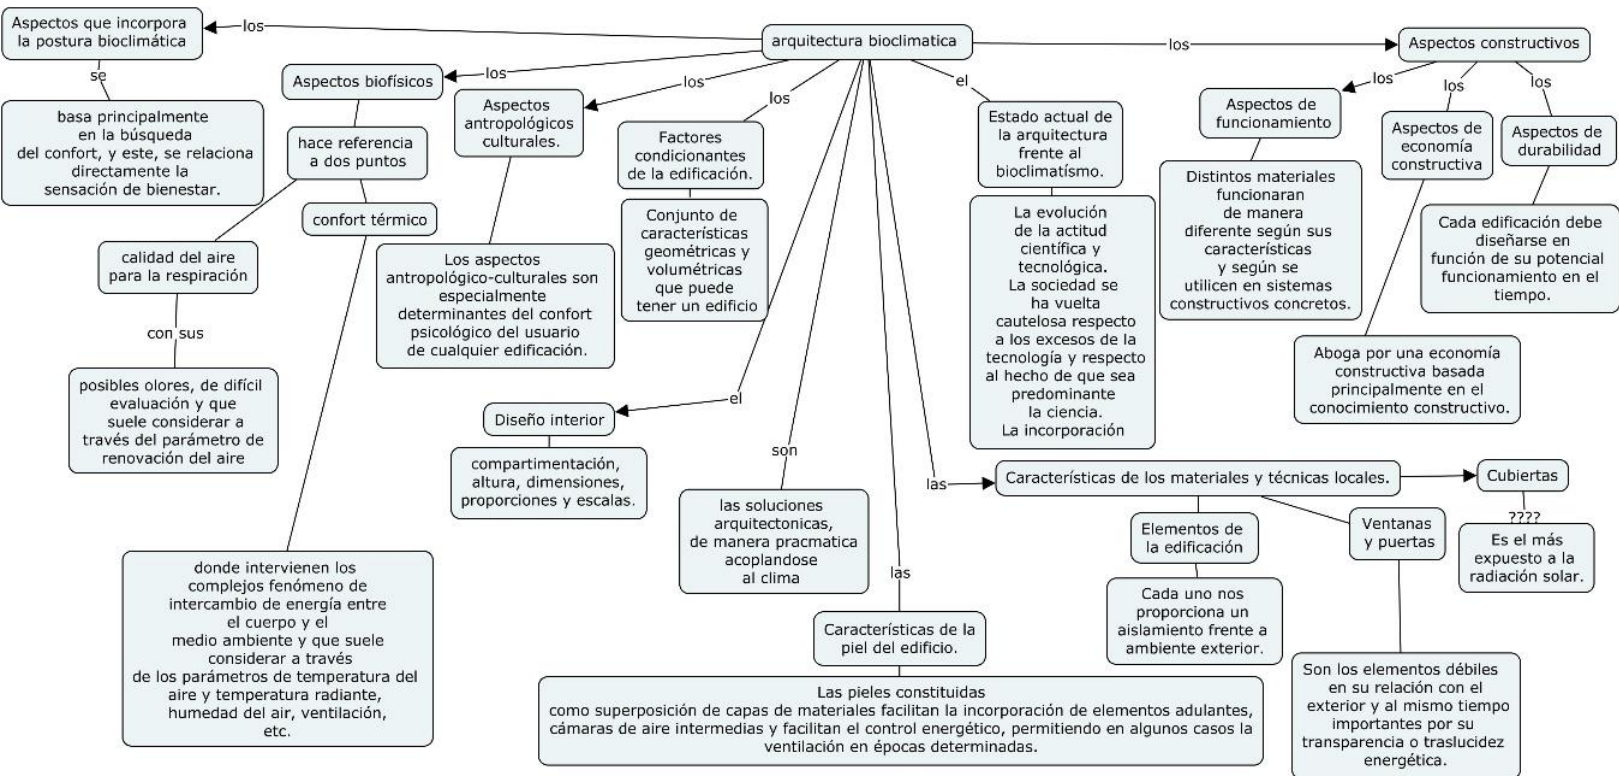 arquitectura bioclimatica
los
Aspectos que incorpora
la postura bioclimática
se
basa principalmente
en la búsqueda
del confort, y este, se relaciona
directamente la
sensación de bienestar.
los
Aspectos biofísicos
hace referencia
a dos puntos
calidad del aire
para la respiración
con sus
posibles olores, de difícil
evaluación y que
suele considerar a
través del parámetro de
renovación del aire
confort térmico
donde intervienen los
complejos fenómeno de
intercambio de energía entre
el cuerpo y el
medio ambiente y que suele
considerar a través
de los parámetros de temperatura del
aire y temperatura radiante,
humedad del air, ventilación,
etc.
los
Aspectos
antropológicos
culturales.
Los aspectos
antropológico-culturales son
especialmente
determinantes del confort
psicológico del usuario
de cualquier edificación.
los
Factores
condicionantes
de la edificación.
Conjunto de
características
geométricas y
volumétricas
que puede
tener un edificio
el
Diseño interior
compartimentación,
altura, dimensiones,
proporciones y escalas.
son
las soluciones
arquitectonicas,
de manera pracmatica
acoplandose
al clima
las
Características de la
piel del edificio.
Las pieles constituidas
como superposición de capas de materiales facilitan la incorporación de elementos adulantes,
cámaras de aire intermedias y facilitan el control energético, permitiendo en algunos casos la
ventilación en épocas determinadas.
el
Estado actual de
la arquitectura
frente al
bioclimatísmo.
La evolución
de la actitud
científica y
tecnológica.
La sociedad se
ha vuelta
cautelosa respecto
a los excesos de la
tecnología y respecto
al hecho de que sea
predominante
la ciencia.
La incorporación
las
Características de los materiales y técnicas locales.
Elementos de
la edificación
Cada uno nos
proporciona un
aislamiento frente a
ambiente exterior.
Ventanas
y puertas
Son los elementos débiles
en su relación con el
exterior y al mismo tiempo
importantes por su
transparencia o traslucidez
energética.
Cubiertas
????
Es el más
expuesto a la
radiación solar.
los
Aspectos constructivos
los
Aspectos de
funcionamiento
Distintos materiales
funcionaran
de manera
diferente según sus
características
y según se
utilicen en sistemas
constructivos concretos.
los
Aspectos de
economía
constructiva
Aboga por una economía
constructiva basada
principalmente en el
conocimiento constructivo.
los
Aspectos de
durabilidad
Cada edificación debe
diseñarse en
función de su potencial
funcionamiento en el
tiempo.